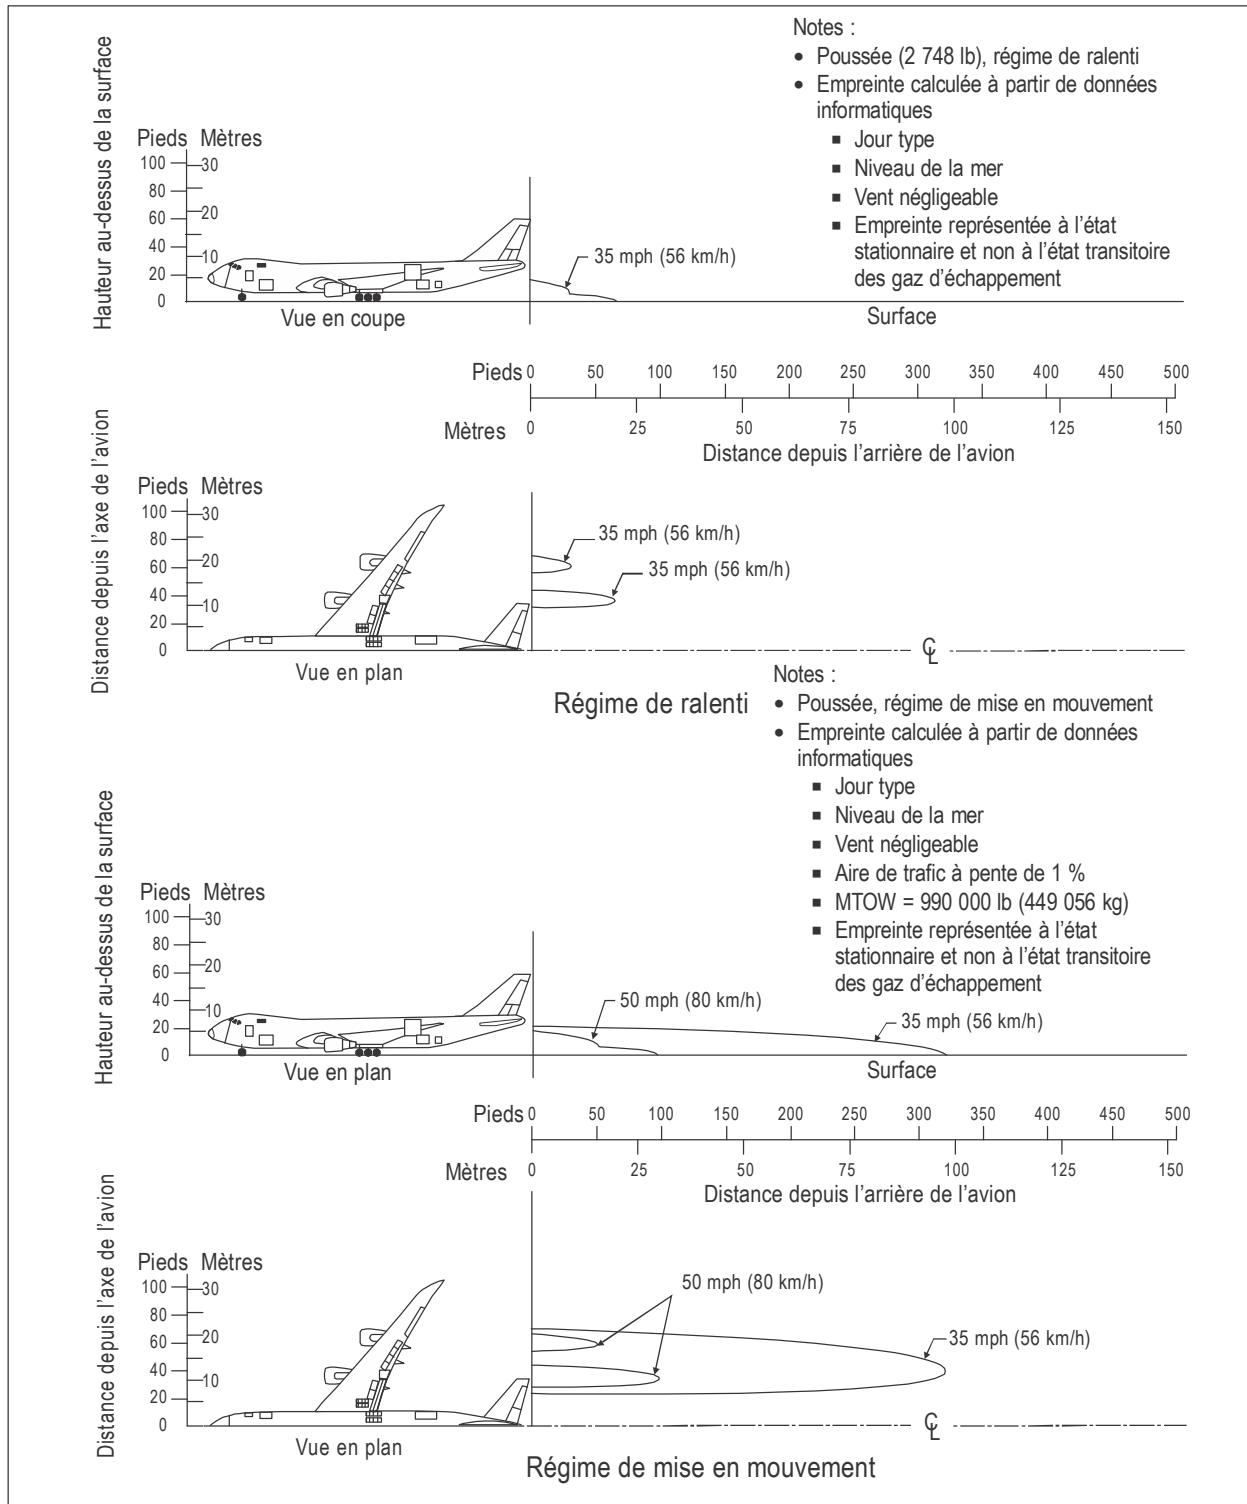 Notes :
• Poussée (2 748 lb), régime de ralenti
• Empreinte calculée à partir de données
informatiques
▪ Jour type
▪ Niveau de la mer
▪ Vent négligeable
▪ Empreinte représentée à l'état
stationnaire et non à l'état transitoire
des gaz d'échappement
Hauteur au-dessus de la surface
Pieds Mètres
100 30
80
60 20
40
20 10
0
35 mph (56 km/h)
Vue en coupe
Surface
Pieds 0 50 100 150 200 250 300 350 400 450 500
Mètres 0 25 50 75 100 125 150
Distance depuis l'arrière de l'avion
Distance depuis l'axe de l'avion
Pieds Mètres
100 30
80
60 20
40
20 10
0
35 mph (56 km/h)
35 mph (56 km/h)
CL
Vue en plan
Régime de ralenti
Notes :
• Poussée, régime de mise en mouvement
• Empreinte calculée à partir de données
informatiques
▪ Jour type
▪ Niveau de la mer
▪ Vent négligeable
▪ Aire de trafic à pente de 1 %
▪ MTOW = 990 000 lb (449 056 kg)
▪ Empreinte représentée à l'état
stationnaire et non à l'état transitoire
des gaz d'échappement
Hauteur au-dessus de la surface
Pieds Mètres
100 30
80
60 20
40
20 10
0
50 mph (80 km/h)
35 mph (56 km/h)
Vue en plan
Surface
Pieds 0 50 100 150 200 250 300 350 400 450 500
Mètres 0 25 50 75 100 125 150
Distance depuis l'arrière de l'avion
Distance depuis l'axe de l'avion
Pieds Mètres
100 30
80
60 20
40
20 10
0
50 mph (80 km/h)
35 mph (56 km/h)
CL
Vue en plan
Régime de mise en mouvement